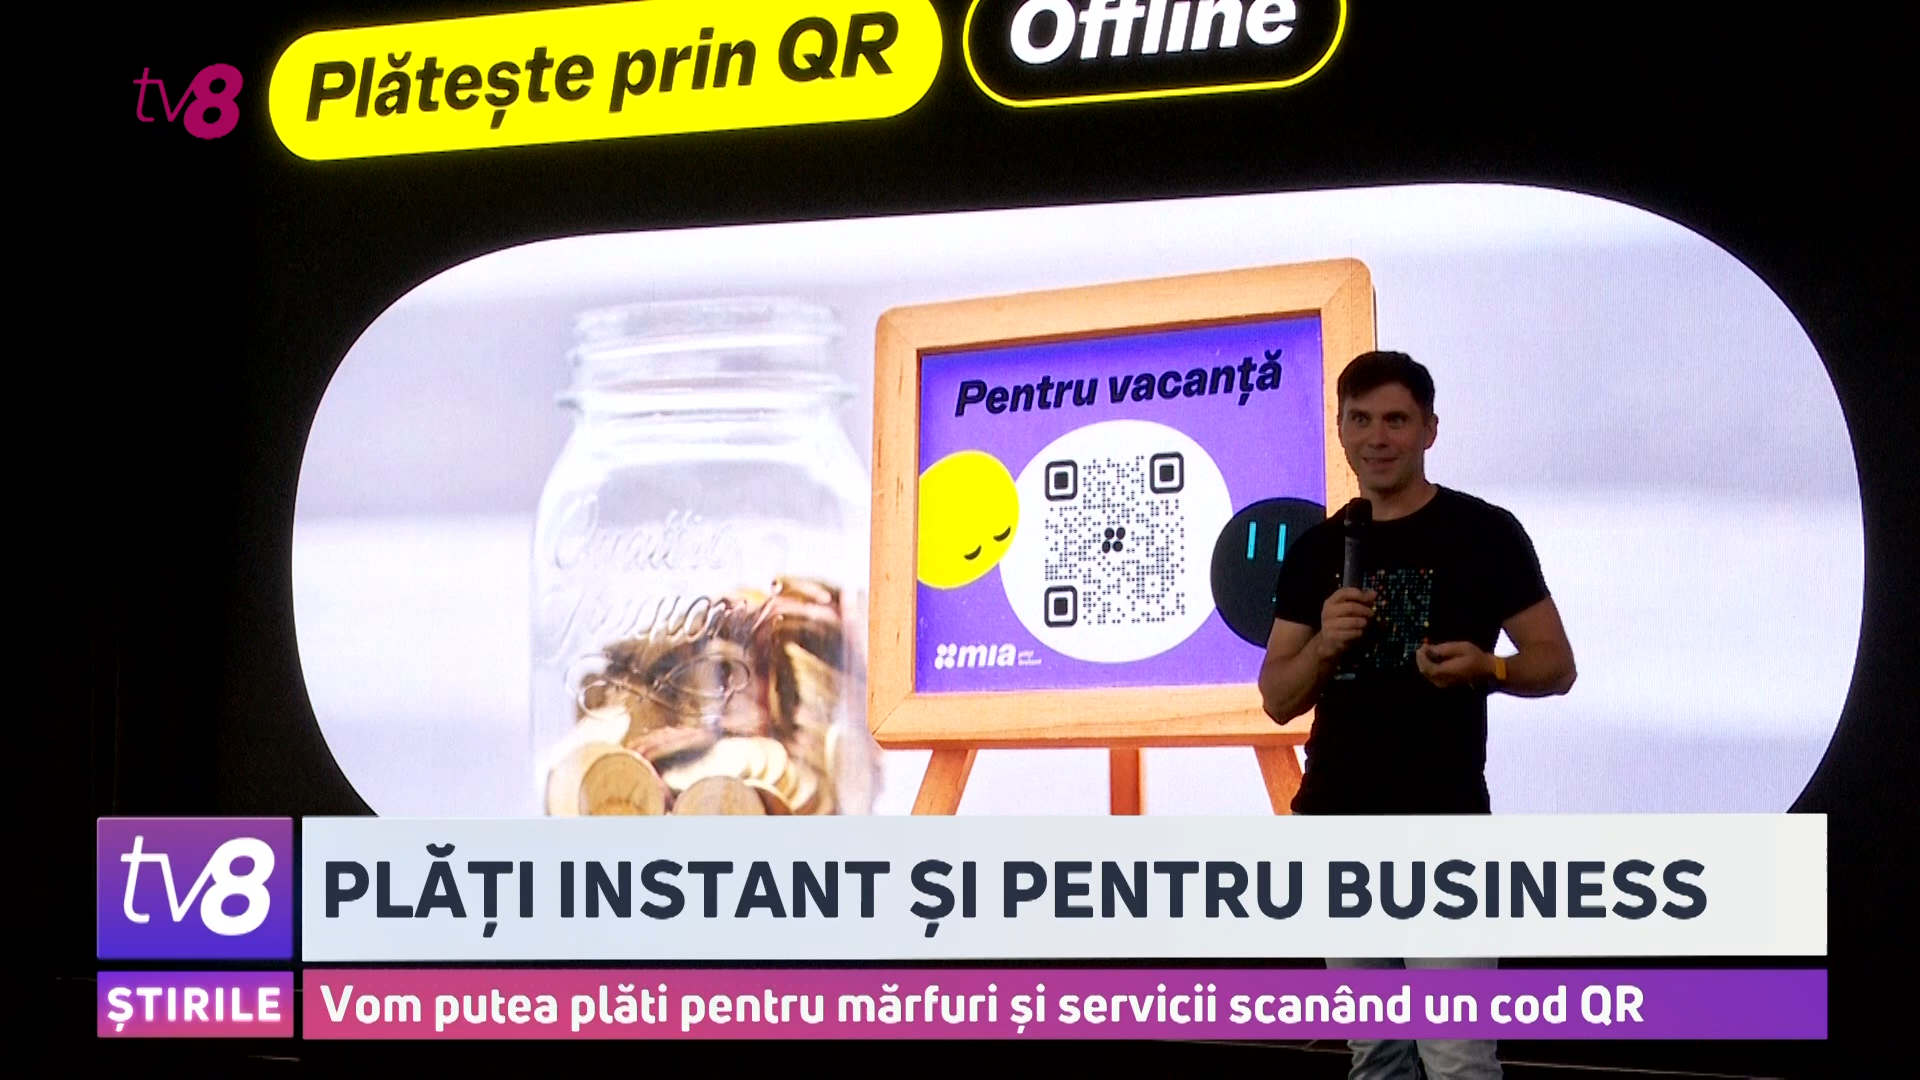 Plătește prin QR
Offline
tv8
Pentru vacanță
mia
tv8
PLĂȚI INSTANT ȘI PENTRU BUSINESS
ȘTIRILE
Vom putea plăti pentru mărfuri și servicii scanând un cod QR